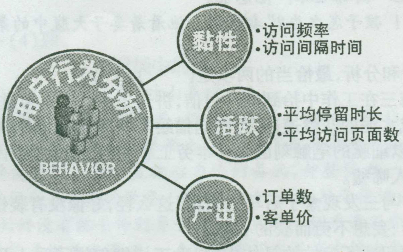 用户行为分析
BEHAVIOR
黏性
·访问频率
·访问间隔时间
活跃
·平均停留时长
·平均访问页面数
产出
·订单数
·客单价